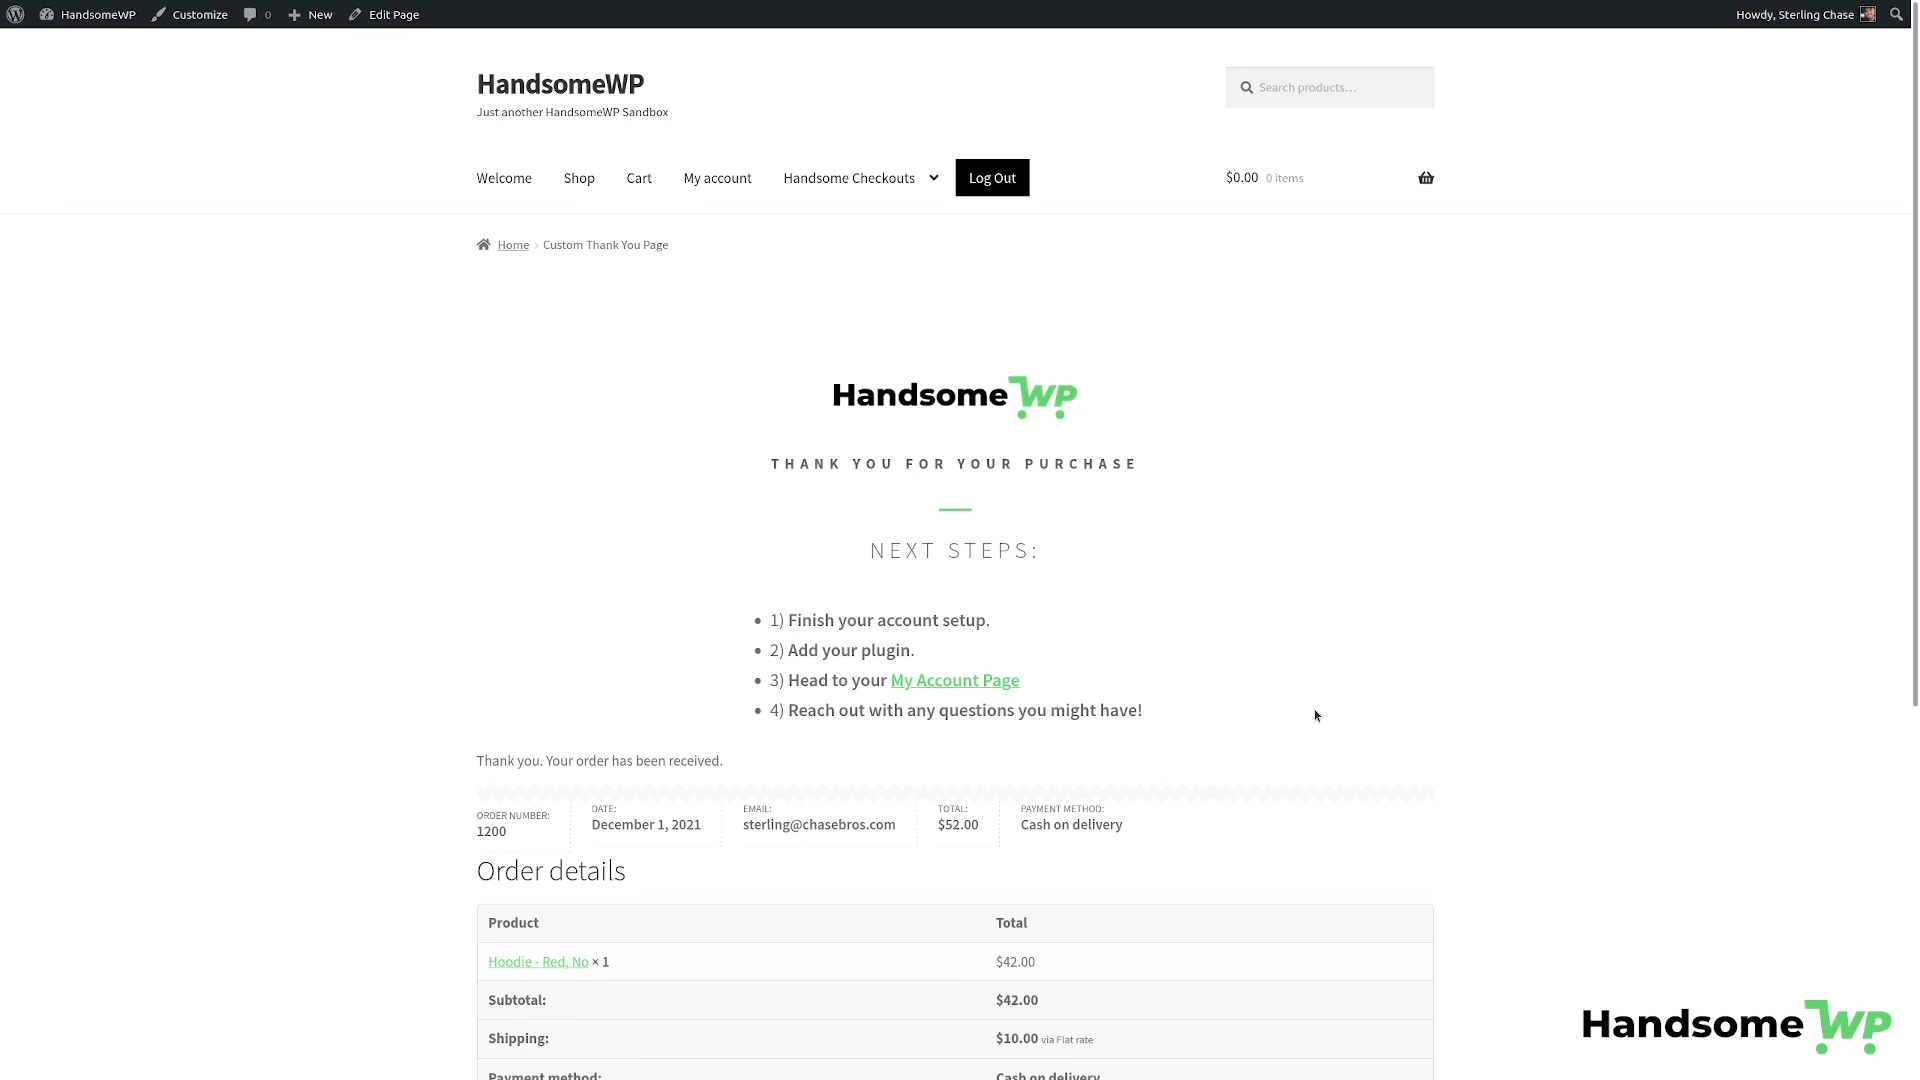 HandsomeWP Customize 0 New Edit Page Howdy, Sterling Chase
HandsomeWP
Just another HandsomeWP Sandbox
Search products…
Welcome Shop Cart My account Handsome Checkouts Log Out $0.00 0 items
Home Custom Thank You Page
HandsomeWP
THANK YOU FOR YOUR PURCHASE
NEXT STEPS:
• 1) Finish your account setup.
• 2) Add your plugin.
• 3) Head to your My Account Page
• 4) Reach out with any questions you might have!
Thank you. Your order has been received.
ORDER NUMBER: DATE: EMAIL: TOTAL: PAYMENT METHOD:
1200 December 1, 2021 sterling@chasebros.com $52.00 Cash on delivery
Order details
Product Total
Hoodie - Red, No × 1 $42.00
Subtotal: $42.00
Shipping: $10.00 via Flat rate
Payment method: Cash on delivery
HandsomeWP